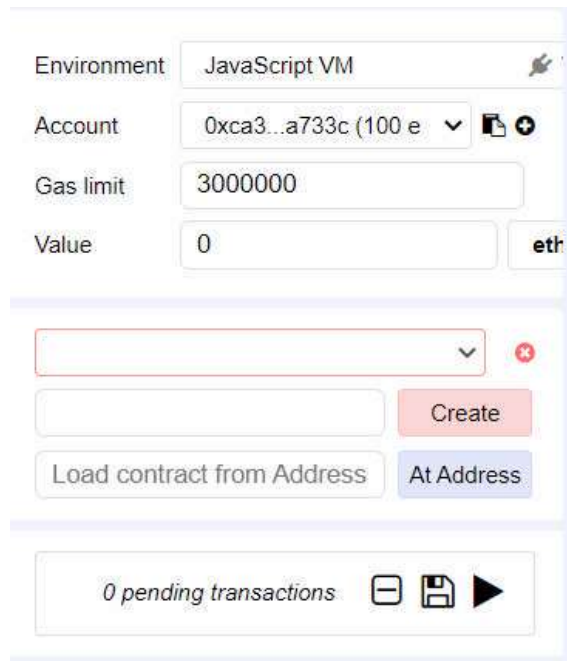 Environment JavaScript VM
Account 0xca3...a733c (100 e
Gas limit 3000000
Value 0 eth
Create
Load contract from Address At Address
0 pending transactions